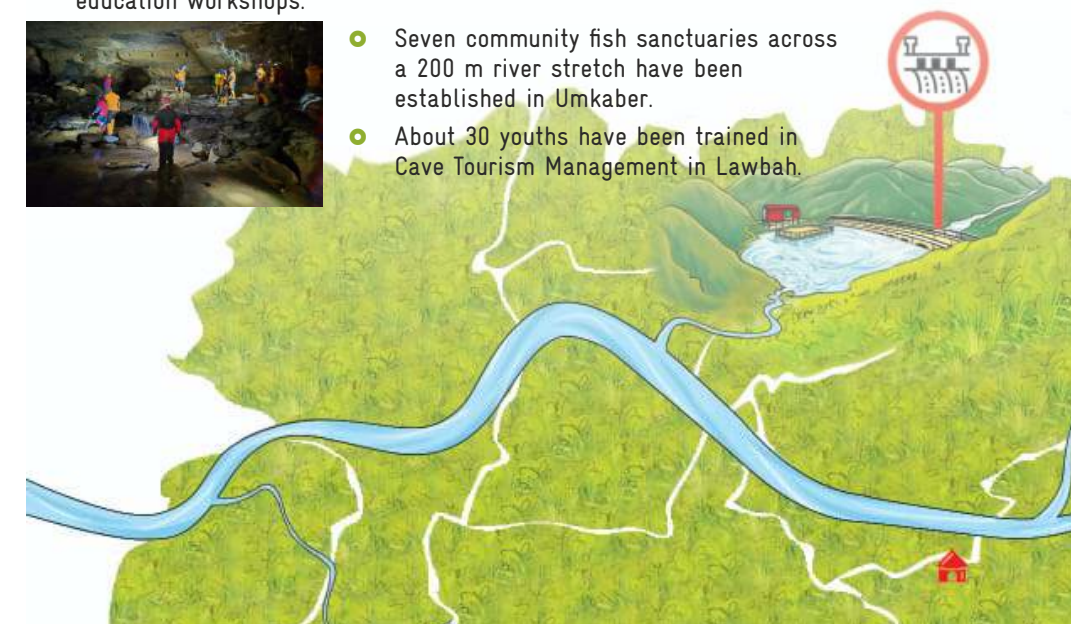 education workshops.
Seven community fish sanctuaries across
a 200 m river stretch have been
established in Umkaber.
About 30 youths have been trained in
Cave Tourism Management in Lawbah.